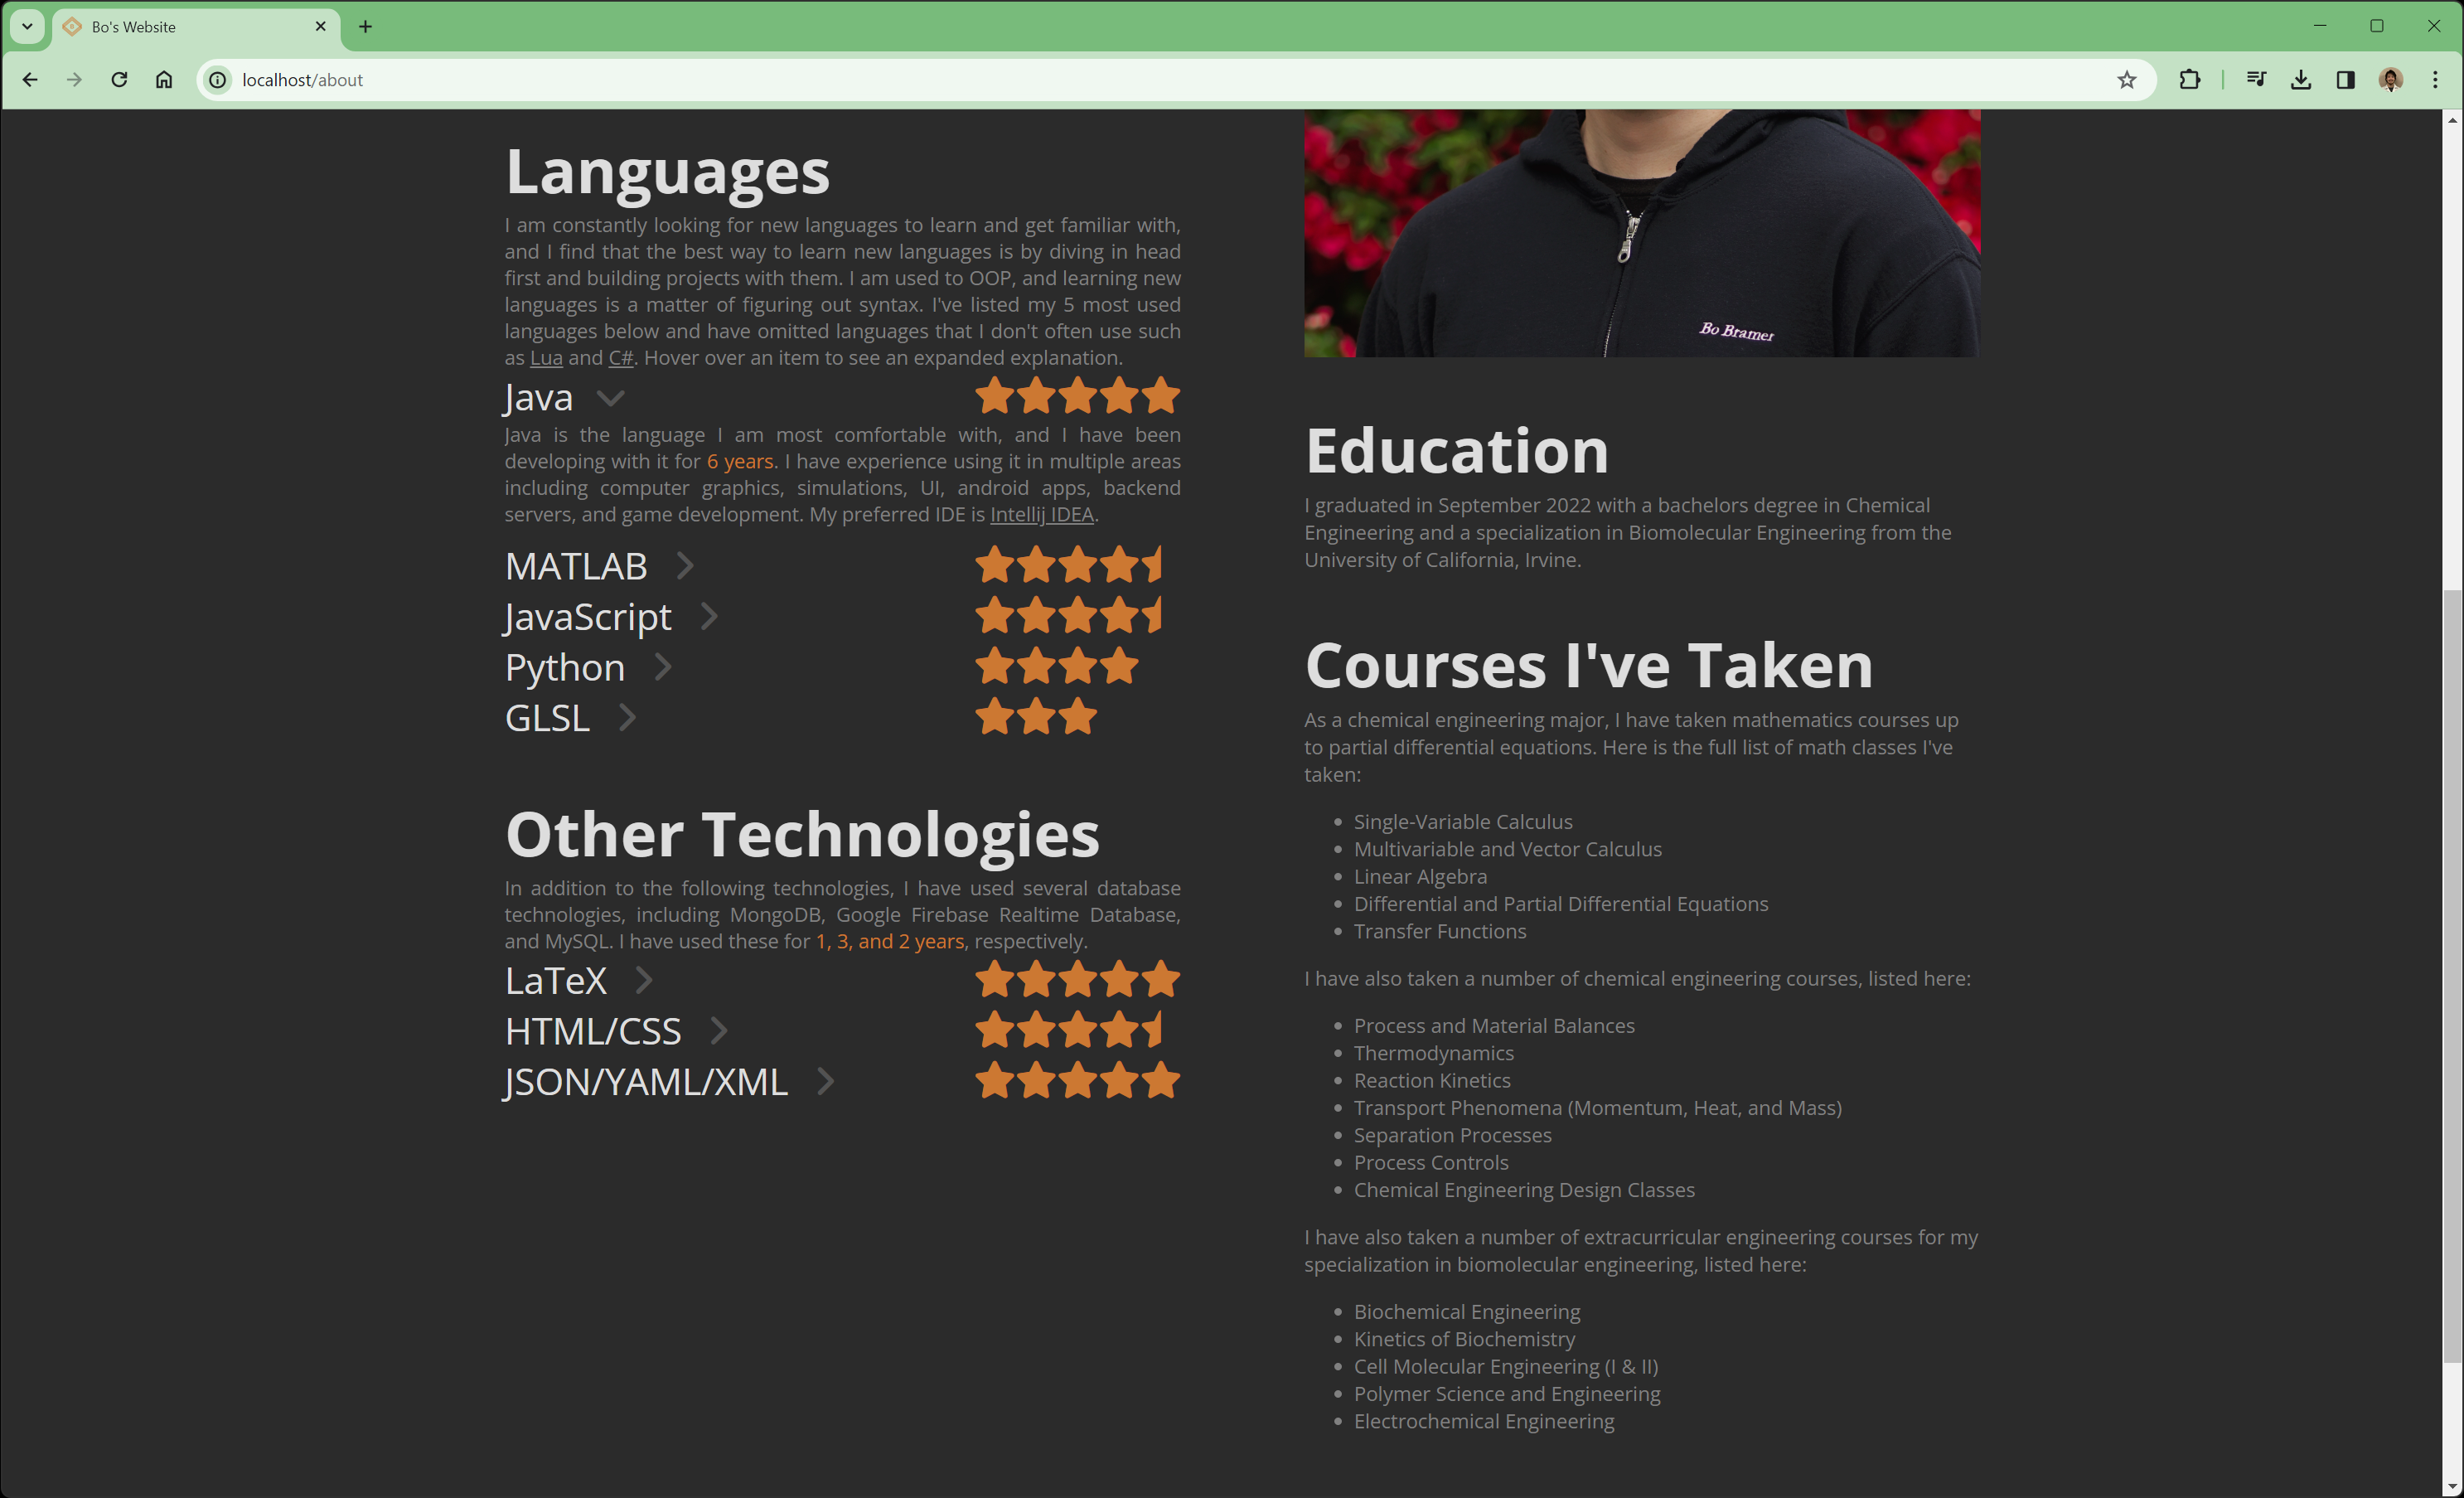 Bo's Website
localhost/about
Languages
I am constantly looking for new languages to learn and get familiar with,
and I find that the best way to learn new languages is by diving in head
first and building projects with them. I am used to OOP, and learning new
languages is a matter of figuring out syntax. I've listed my 5 most used
languages below and have omitted languages that I don't often use such
as Lua and C#. Hover over an item to see an expanded explanation.
Java
Java is the language I am most comfortable with, and I have been
developing with it for 6 years. I have experience using it in multiple areas
including computer graphics, simulations, UI, android apps, backend
servers, and game development. My preferred IDE is Intellij IDEA.
MATLAB
JavaScript
Python
GLSL
Other Technologies
In addition to the following technologies, I have used several database
technologies, including MongoDB, Google Firebase Realtime Database,
and MySQL. I have used these for 1, 3, and 2 years, respectively.
LaTeX
HTML/CSS
JSON/YAML/XML
Bo Bramer
Education
I graduated in September 2022 with a bachelors degree in Chemical
Engineering and a specialization in Biomolecular Engineering from the
University of California, Irvine.
Courses I've Taken
As a chemical engineering major, I have taken mathematics courses up
to partial differential equations. Here is the full list of math classes I've
taken:
• Single-Variable Calculus
• Multivariable and Vector Calculus
• Linear Algebra
• Differential and Partial Differential Equations
• Transfer Functions
I have also taken a number of chemical engineering courses, listed here:
• Process and Material Balances
• Thermodynamics
• Reaction Kinetics
• Transport Phenomena (Momentum, Heat, and Mass)
• Separation Processes
• Process Controls
• Chemical Engineering Design Classes
I have also taken a number of extracurricular engineering courses for my
specialization in biomolecular engineering, listed here:
• Biochemical Engineering
• Kinetics of Biochemistry
• Cell Molecular Engineering (I & II)
• Polymer Science and Engineering
• Electrochemical Engineering